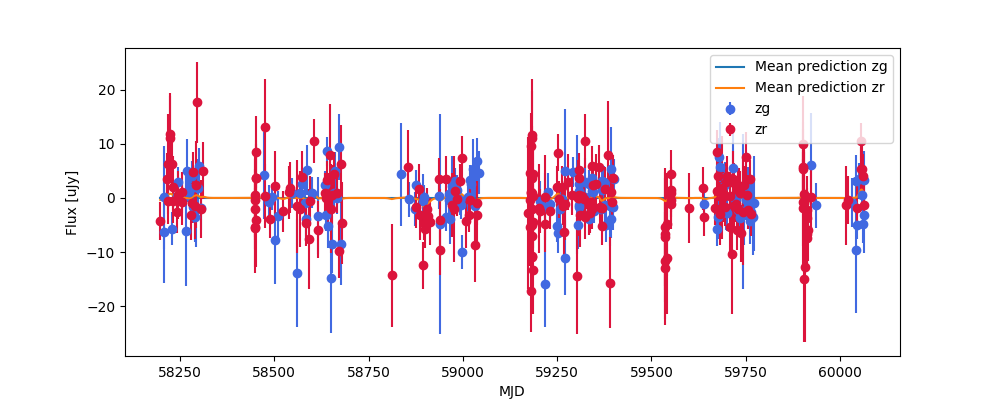 Mean prediction zg
Mean prediction zr
zg
zr
Flux [uJy]
20
10
0
−10
−20
58250
58500
58750
59000
59250
59500
59750
60000
MJD